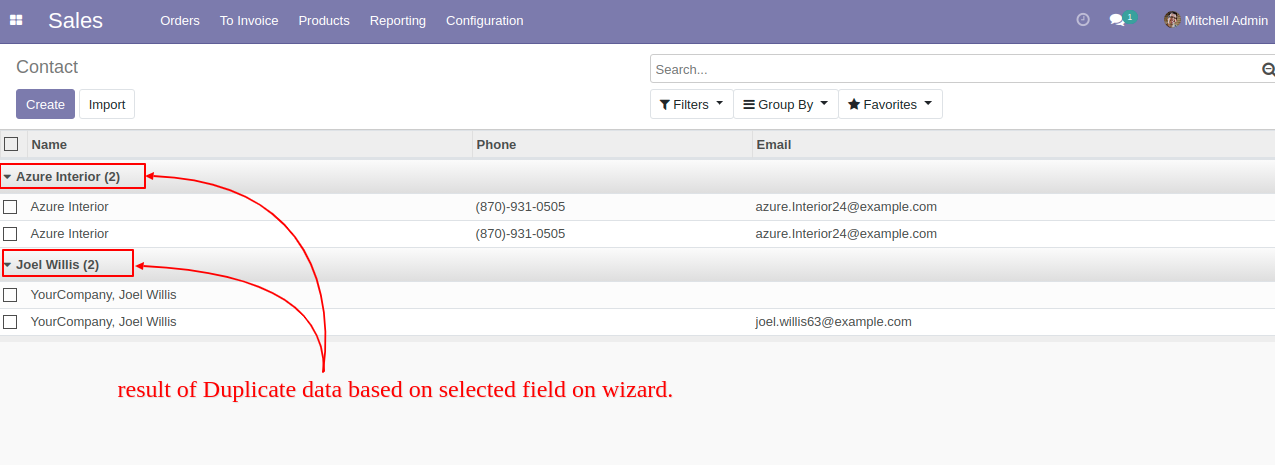 Sales Orders To Invoice Products Reporting Configuration 1 Mitchell Admin
Contact
Search...
Create Import Filters Group By Favorites
Name Phone Email
Azure Interior (2)
Azure Interior (870)-931-0505 azure.Interior24@example.com
Azure Interior (870)-931-0505 azure.Interior24@example.com
Joel Willis (2)
YourCompany, Joel Willis
YourCompany, Joel Willis joel.willis63@example.com
result of Duplicate data based on selected field on wizard.